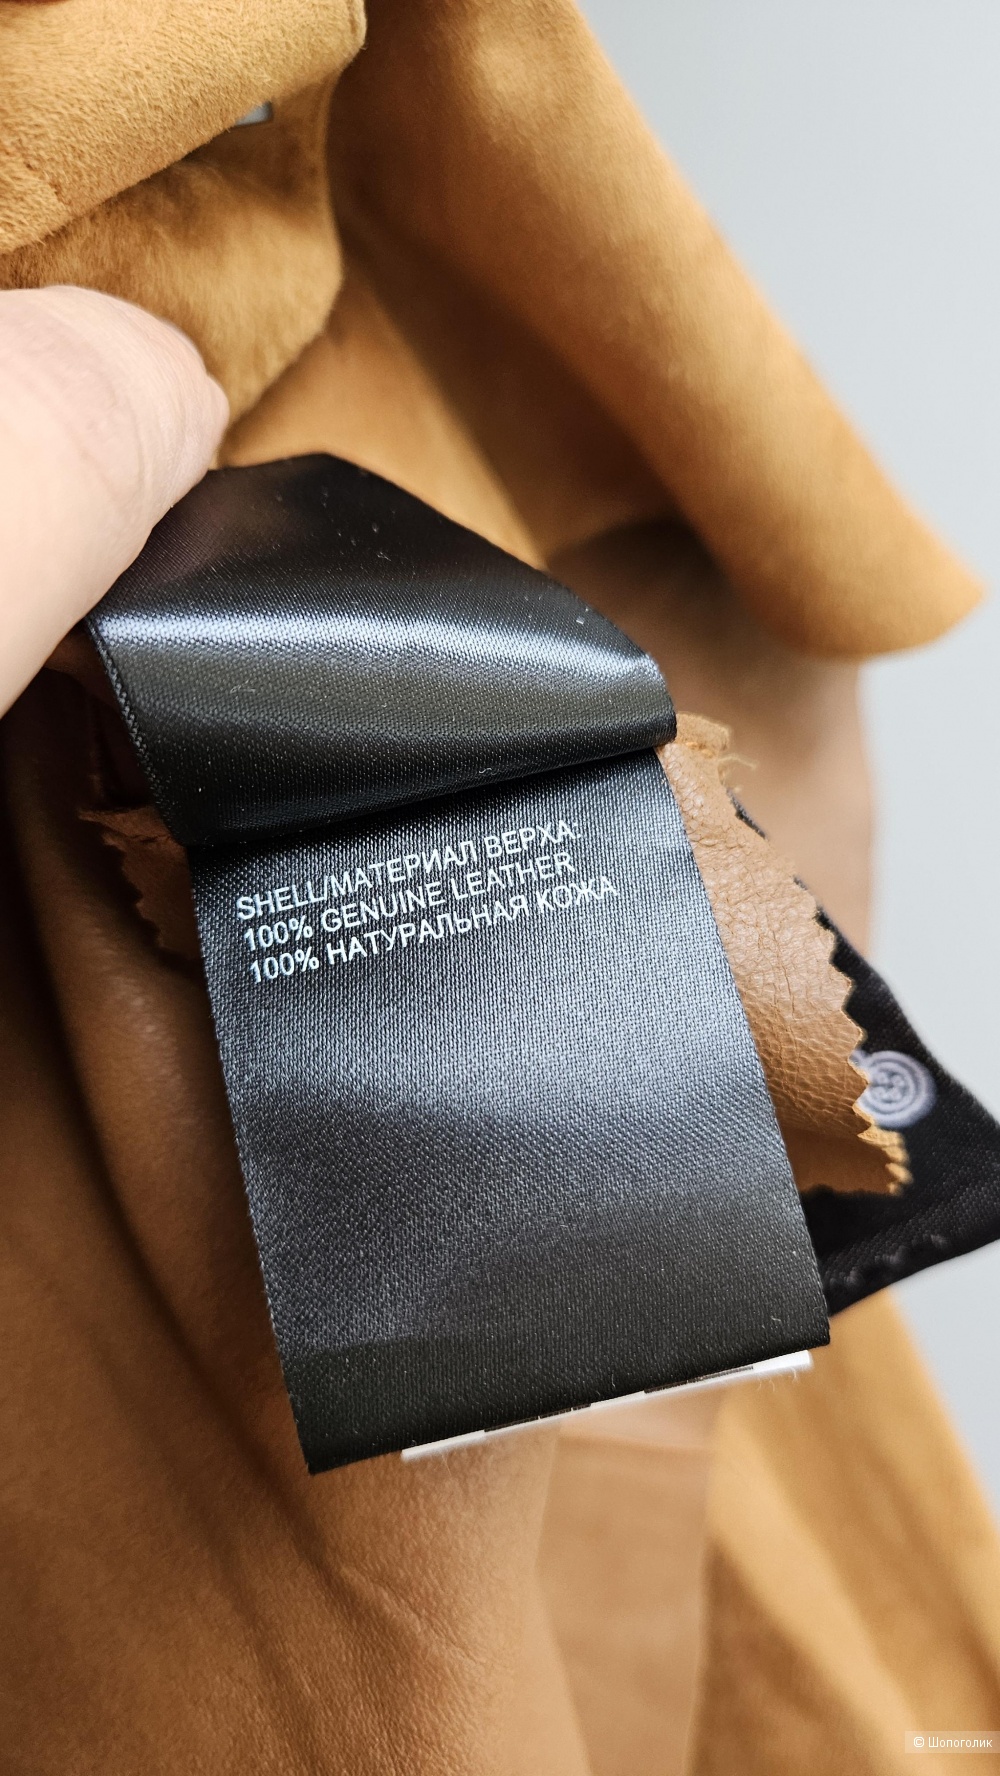 SHELL/МАТЕРИАЛ ВЕРХА:
100% GENUINE LEATHER
100% НАТУРАЛЬНАЯ КОЖА
© Шопоголик